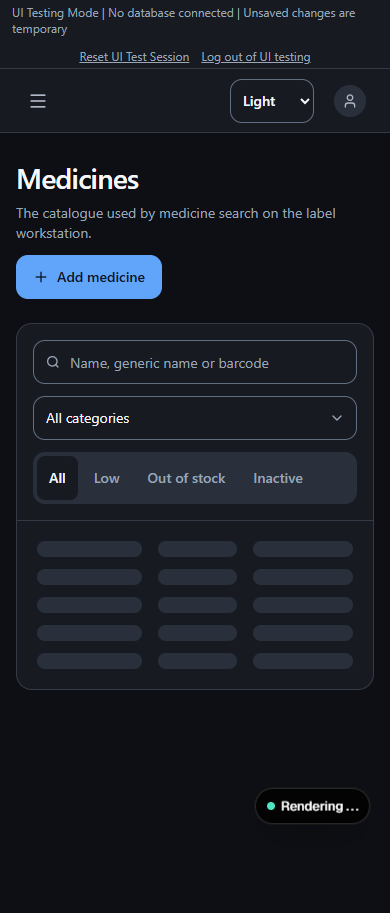 UI Testing Mode | No database connected | Unsaved changes are
temporary
Reset UI Test Session Log out of UI testing
Light
Medicines
The catalogue used by medicine search on the label
workstation.
+ Add medicine
Name, generic name or barcode
All categories
All Low Out of stock Inactive
Rendering ...